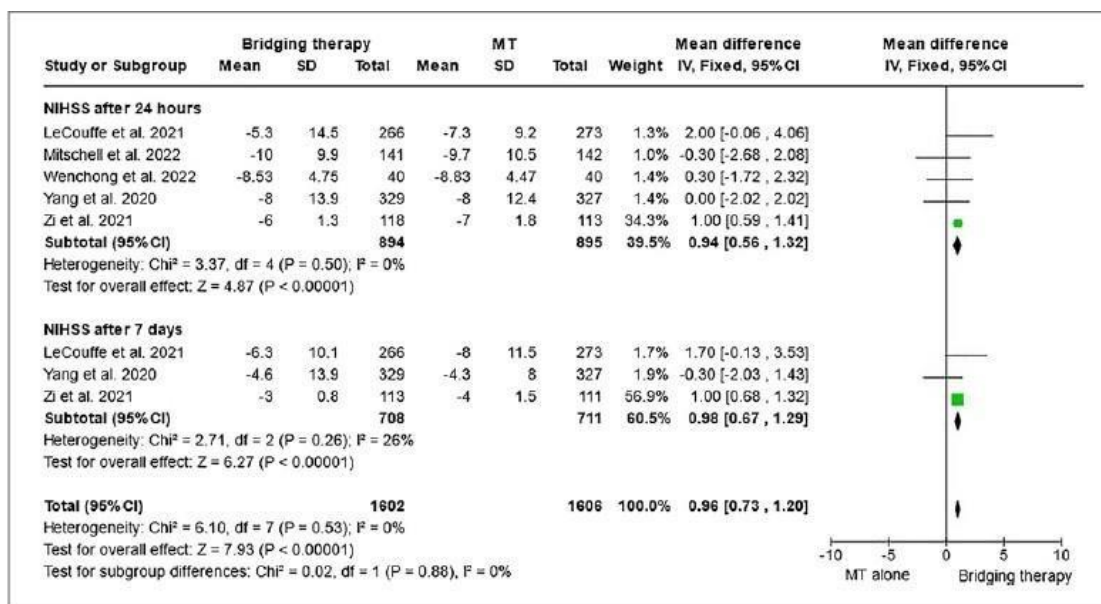 Bridging therapy MT Mean difference Mean difference
Study or Subgroup Mean SD Total Mean SD Total Weight IV, Fixed, 95%CI IV, Fixed, 95%CI
NIHSS after 24 hours
LeCouffe et al. 2021 -5.3 14.5 266 -7.3 9.2 273 1.3% 2.00 [-0.06 , 4.06]
Mitschell et al. 2022 -10 9.9 141 -9.7 10.5 142 1.0% -0.30 [-2.68 , 2.08]
Wenchong et al. 2022 -8.53 4.75 40 -8.83 4.47 40 1.4% 0.30 [-1.72 , 2.32]
Yang et al. 2020 -8 13.9 329 -8 12.4 327 1.4% 0.00 [-2.02 , 2.02]
Zi et al. 2021 -6 1.3 118 -7 1.8 113 34.3% 1.00 [0.59 , 1.41]
Subtotal (95%CI) 894 895 39.5% 0.94 [0.56 , 1.32]
Heterogeneity: Chi² = 3.37, df = 4 (P = 0.50); I² = 0%
Test for overall effect: Z = 4.87 (P < 0.00001)
NIHSS after 7 days
LeCouffe et al. 2021 -6.3 10.1 266 -8 11.5 273 1.7% 1.70 [-0.13 , 3.53]
Yang et al. 2020 -4.6 13.9 329 -4.3 8 327 1.9% -0.30 [-2.03 , 1.43]
Zi et al. 2021 -3 0.8 113 -4 1.5 111 56.9% 1.00 [0.68 , 1.32]
Subtotal (95%CI) 708 711 60.5% 0.98 [0.67 , 1.29]
Heterogeneity: Chi² = 2.71, df = 2 (P = 0.26); I² = 26%
Test for overall effect: Z = 6.27 (P < 0.00001)
Total (95%CI) 1602 1606 100.0% 0.96 [0.73 , 1.20]
Heterogeneity: Chi² = 6.10, df = 7 (P = 0.53); I² = 0%
Test for overall effect: Z = 7.93 (P < 0.00001)
Test for subgroup differences: Chi² = 0.02, df = 1 (P = 0.88), I² = 0%
-10 -5 0 5 10
MT alone Bridging therapy